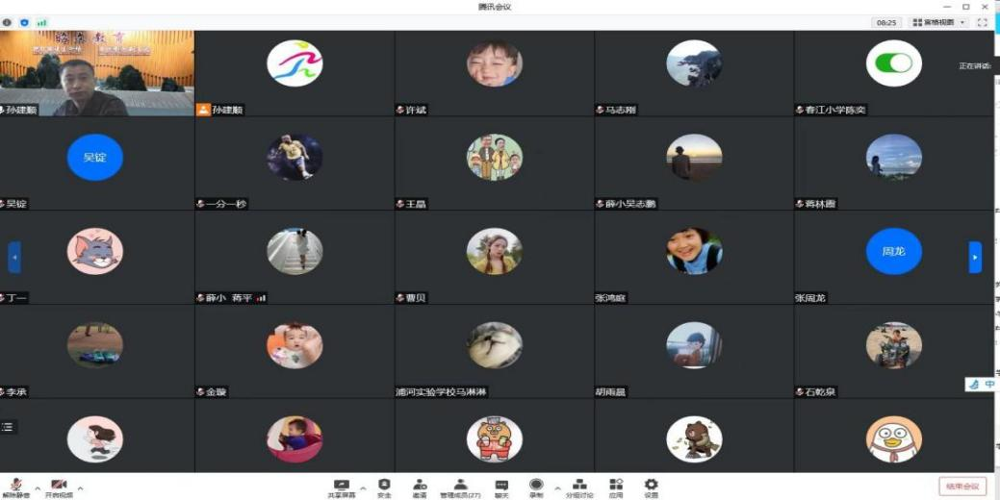 腾讯会议
08:25
宫格视图
正在讲话:
孙建顺
孙建顺
许斌
马志刚
春江小学陈奕
吴锭
吴锭
一分一秒
王晶
薛小吴志鹏
蒋林霞
丁一
薛小 蒋平
曹贝
张鸿庭
周龙
张周龙
李承
金璇
浦河实验学校马淋淋
胡雨晨
石乾泉
中
解除静音
开启视频
共享屏幕
安全
邀请
管理成员(27)
聊天
录制
分组讨论
应用
设置
结束会议